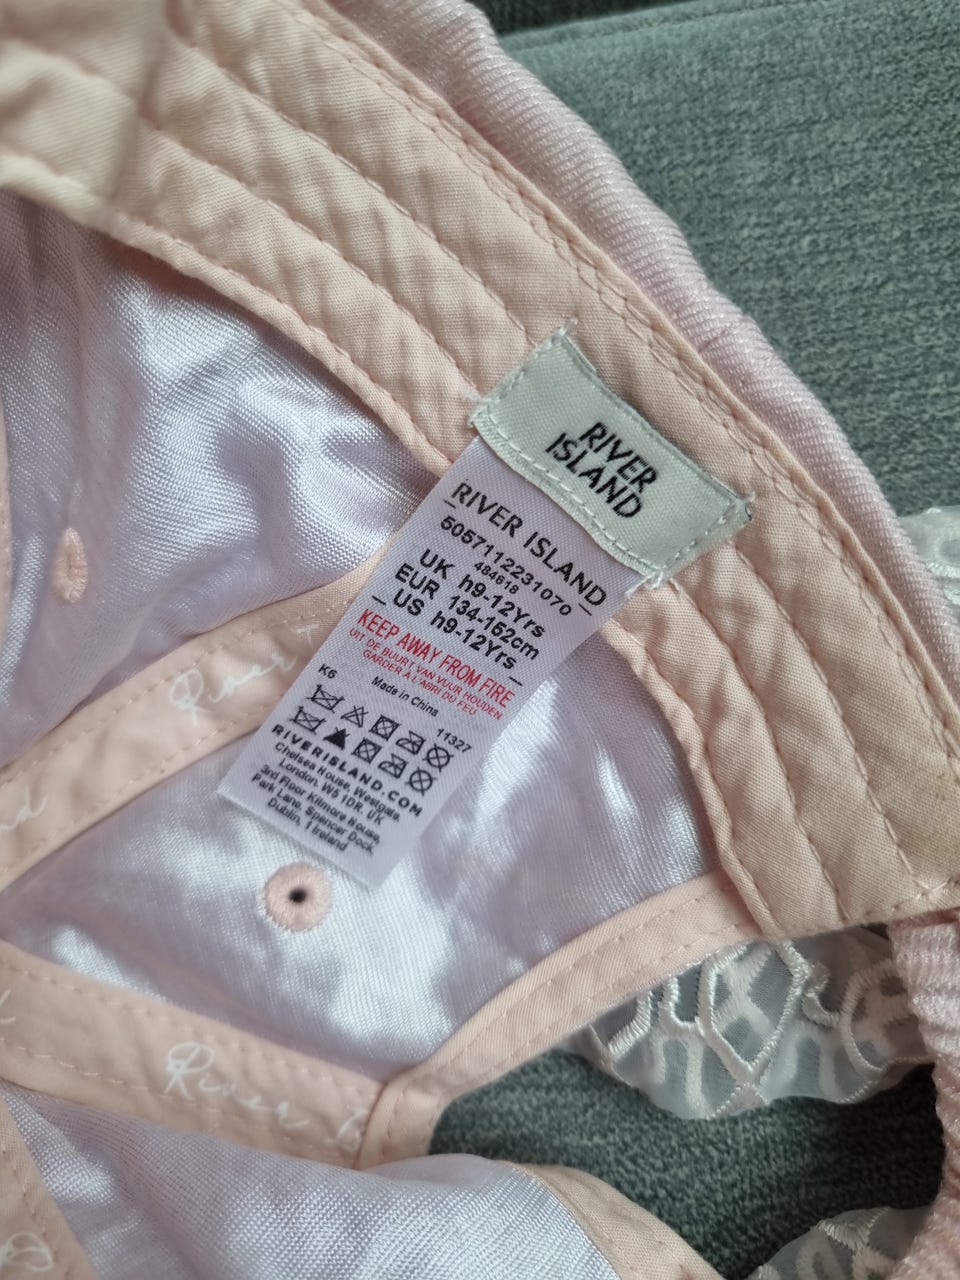 RIVER
ISLAND
RIVER ISLAND
5057112231070
484618
UK h9-12Yrs
EUR 134-152cm
US h9-12Yrs
KEEP AWAY FROM FIRE
UIT DE BUURT VAN VUUR HOUDEN
GARDER À L'ABRI DU FEU
K6
Made in China
11327
RIVERISLAND.COM
Chelsea House, Westgate,
London. W5 1DR. UK
3rd Floor Kilmore House,
Park Lane, Spencer Dock,
Dublin, 1 Ireland
River
River